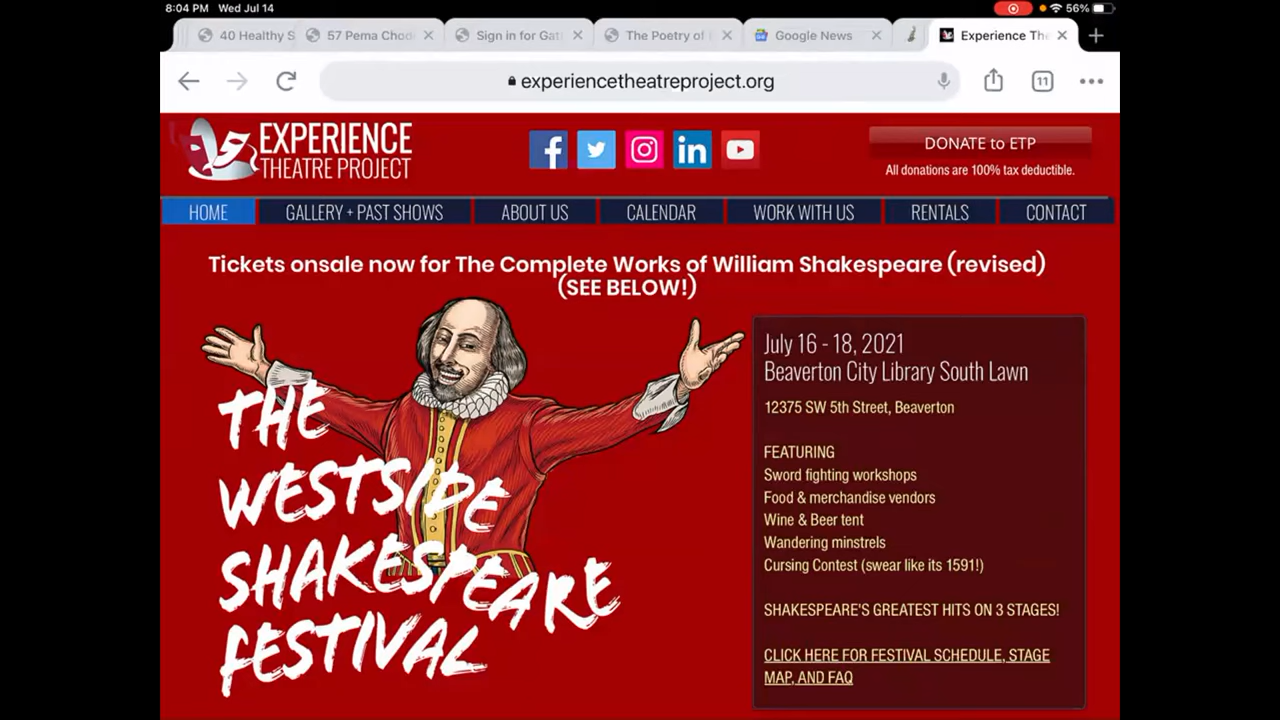 8:04 PM Wed Jul 14
56%
40 Healthy S
57 Pema Chod
Sign in for Gat
The Poetry of
Google News
Experience The
experiencetheatreproject.org
11
EXPERIENCE
THEATRE PROJECT
in
DONATE to ETP
All donations are 100% tax deductible.
HOME
GALLERY + PAST SHOWS
ABOUT US
CALENDAR
WORK WITH US
RENTALS
CONTACT
Tickets onsale now for The Complete Works of William Shakespeare (revised)
(SEE BELOW!)
THE
WESTSIDE
SHAKESPEARE
FESTIVAL
July 16 - 18, 2021
Beaverton City Library South Lawn
12375 SW 5th Street, Beaverton
FEATURING
Sword fighting workshops
Food & merchandise vendors
Wine & Beer tent
Wandering minstrels
Cursing Contest (swear like its 1591!)
SHAKESPEARE'S GREATEST HITS ON 3 STAGES!
CLICK HERE FOR FESTIVAL SCHEDULE, STAGE
MAP, AND FAQ